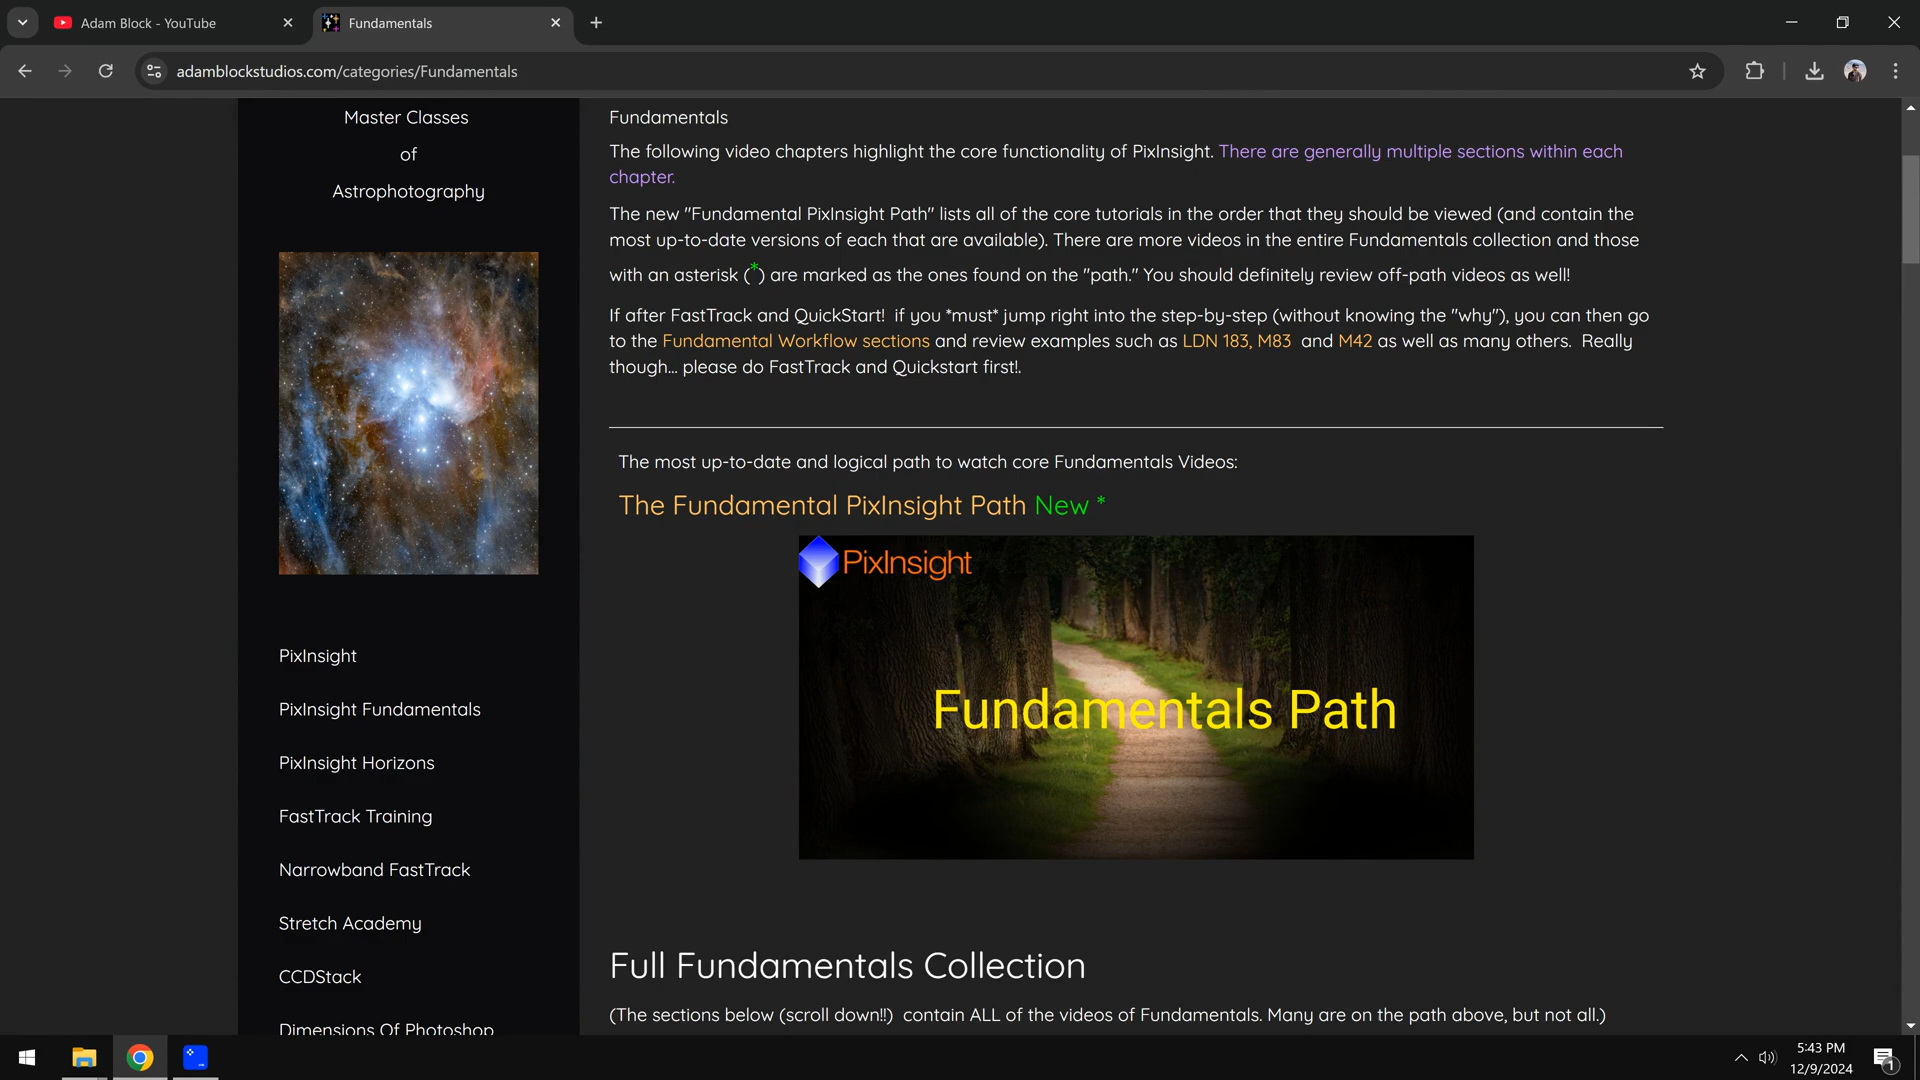 Adam Block - YouTube
Fundamentals
adamblockstudios.com/categories/Fundamentals
Master Classes
of
Astrophotography
PixInsight
PixInsight Fundamentals
PixInsight Horizons
FastTrack Training
Narrowband FastTrack
Stretch Academy
CCDStack
Dimensions Of Photoshop
Fundamentals
The following video chapters highlight the core functionality of PixInsight. There are generally multiple sections within each
chapter.
The new "Fundamental PixInsight Path" lists all of the core tutorials in the order that they should be viewed (and contain the
most up-to-date versions of each that are available). There are more videos in the entire Fundamentals collection and those
with an asterisk (*) are marked as the ones found on the "path." You should definitely review off-path videos as well!
If after FastTrack and QuickStart!  if you *must* jump right into the step-by-step (without knowing the "why"), you can then go
to the Fundamental Workflow sections and review examples such as LDN 183, M83  and M42 as well as many others.  Really
though... please do FastTrack and Quickstart first!.
The most up-to-date and logical path to watch core Fundamentals Videos:
The Fundamental PixInsight Path New *
PixInsight
Fundamentals Path
Full Fundamentals Collection
(The sections below (scroll down!!)  contain ALL of the videos of Fundamentals. Many are on the path above, but not all.)
5:43 PM
12/9/2024
1